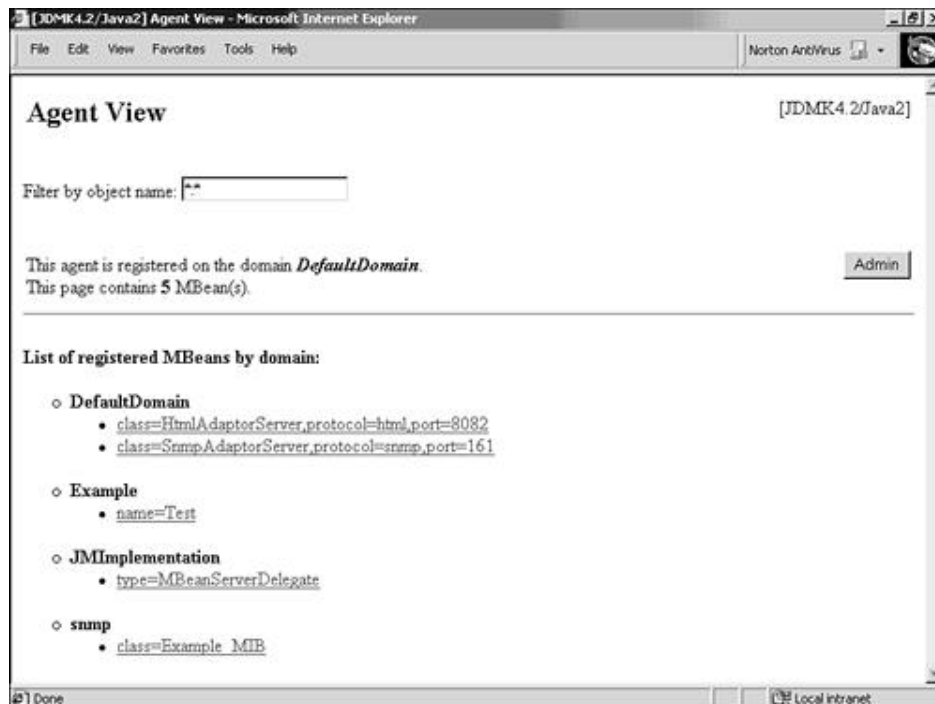 [JDMK4.2/Java2] Agent View - Microsoft Internet Explorer
File Edit View Favorites Tools Help
Norton AntiVirus
Agent View
[JDMK4.2/Java2]
Filter by object name: *:*
This agent is registered on the domain DefaultDomain.
Admin
This page contains 5 MBean(s).
List of registered MBeans by domain:
DefaultDomain
class=HtmlAdaptorServer,protocol=html,port=8082
class=SnmpAdaptorServer,protocol=snmp,port=161
Example
name=Test
JMImplementation
type=MBeanServerDelegate
snmp
class=Example_MIB
Done
Local intranet